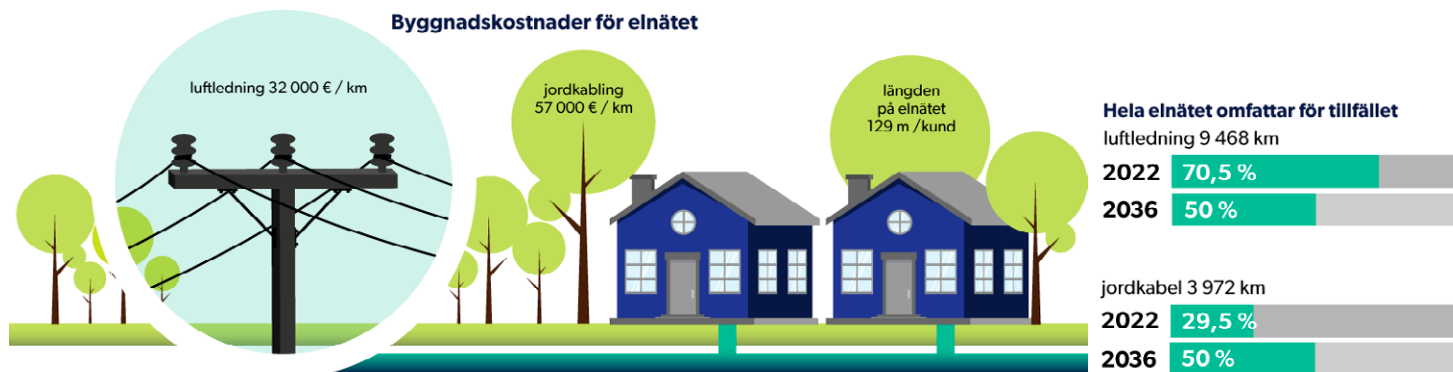 Byggnadskostnader för elnätet
luftledning 32 000 € / km
jordkabling
57 000 € / km
längden
på elnätet
129 m /kund
Hela elnätet omfattar för tillfället
luftledning 9 468 km
2022 70,5 %
2036 50 %
jordkabel 3 972 km
2022 29,5 %
2036 50 %